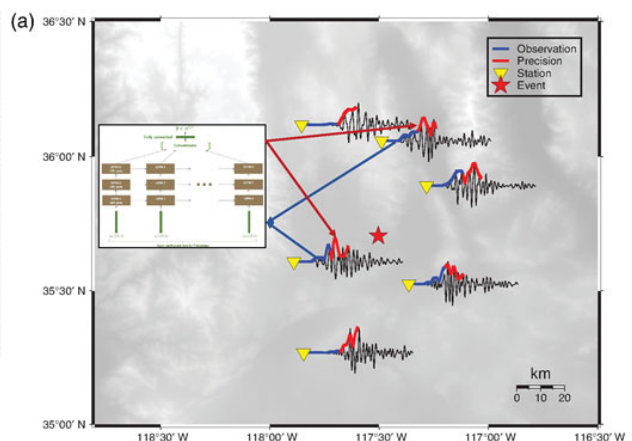 (a)
36°30' N
36°00' N
35°30' N
35°00' N
118°30' W
118°00' W
117°30' W
117°00' W
116°30' W
Observation
Precision
Station
Event
Fully connected
km
0 10 20